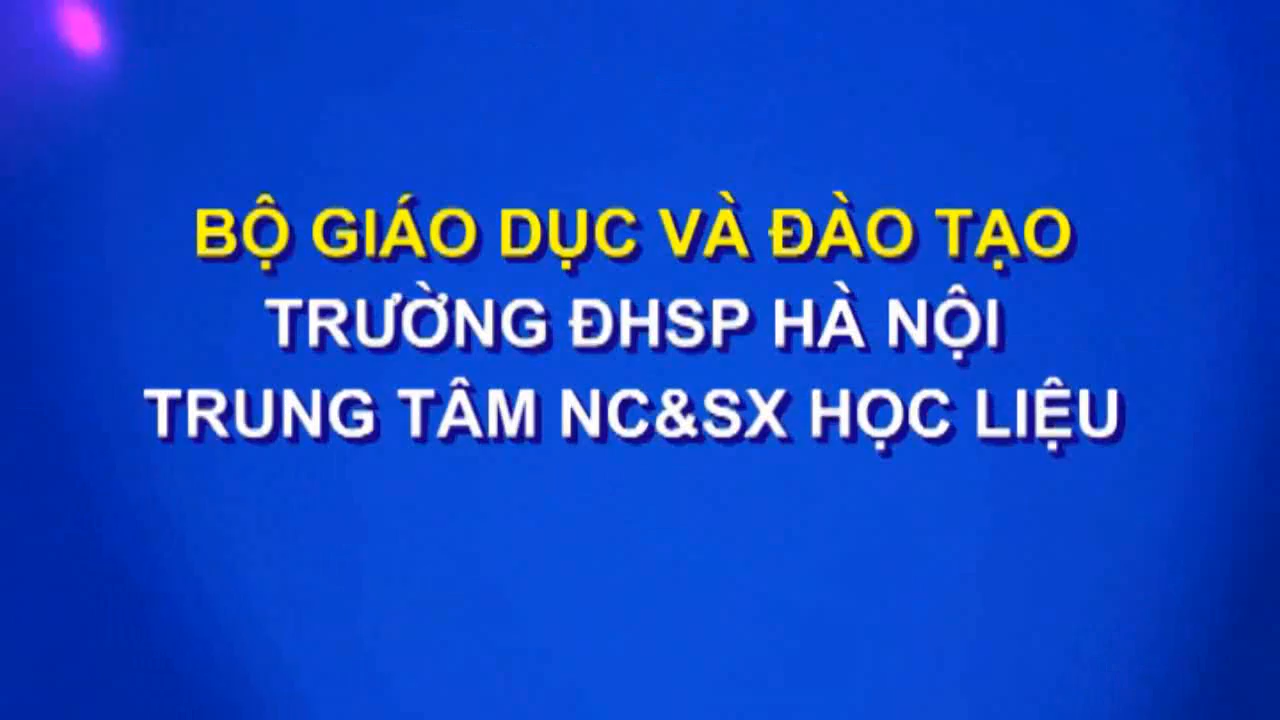 BỘ GIÁO DỤC VÀ ĐÀO TẠO
TRƯỜNG ĐHSP HÀ NỘI
TRUNG TÂM NC&SX HỌC LIỆU